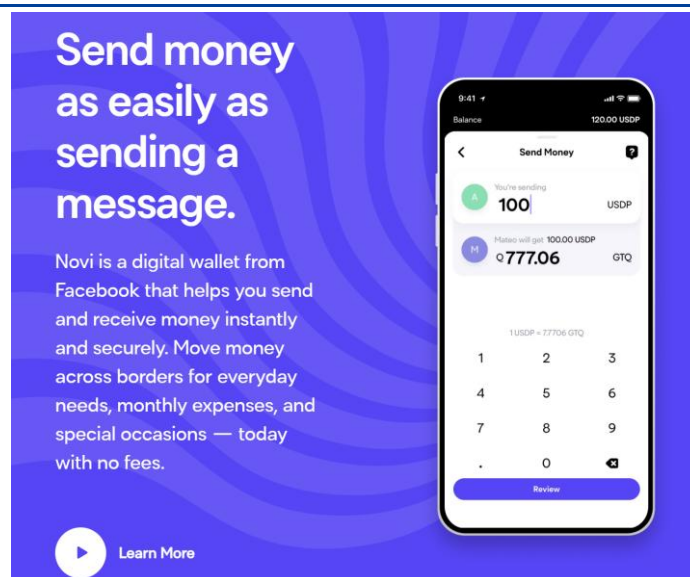 Send money
as easily as
sending a
message.
Novi is a digital wallet from
Facebook that helps you send
and receive money instantly
and securely. Move money
across borders for everyday
needs, monthly expenses, and
special occasions — today
with no fees.
Learn More
9:41
Balance 120.00 USDP
Send Money ?
You're sending
A 100 USDP
Mateo will get 100.00 USDP
M Q777.06 GTQ
1 USDP = 7.7706 GTQ
1 2 3
4 5 6
7 8 9
. 0
Review